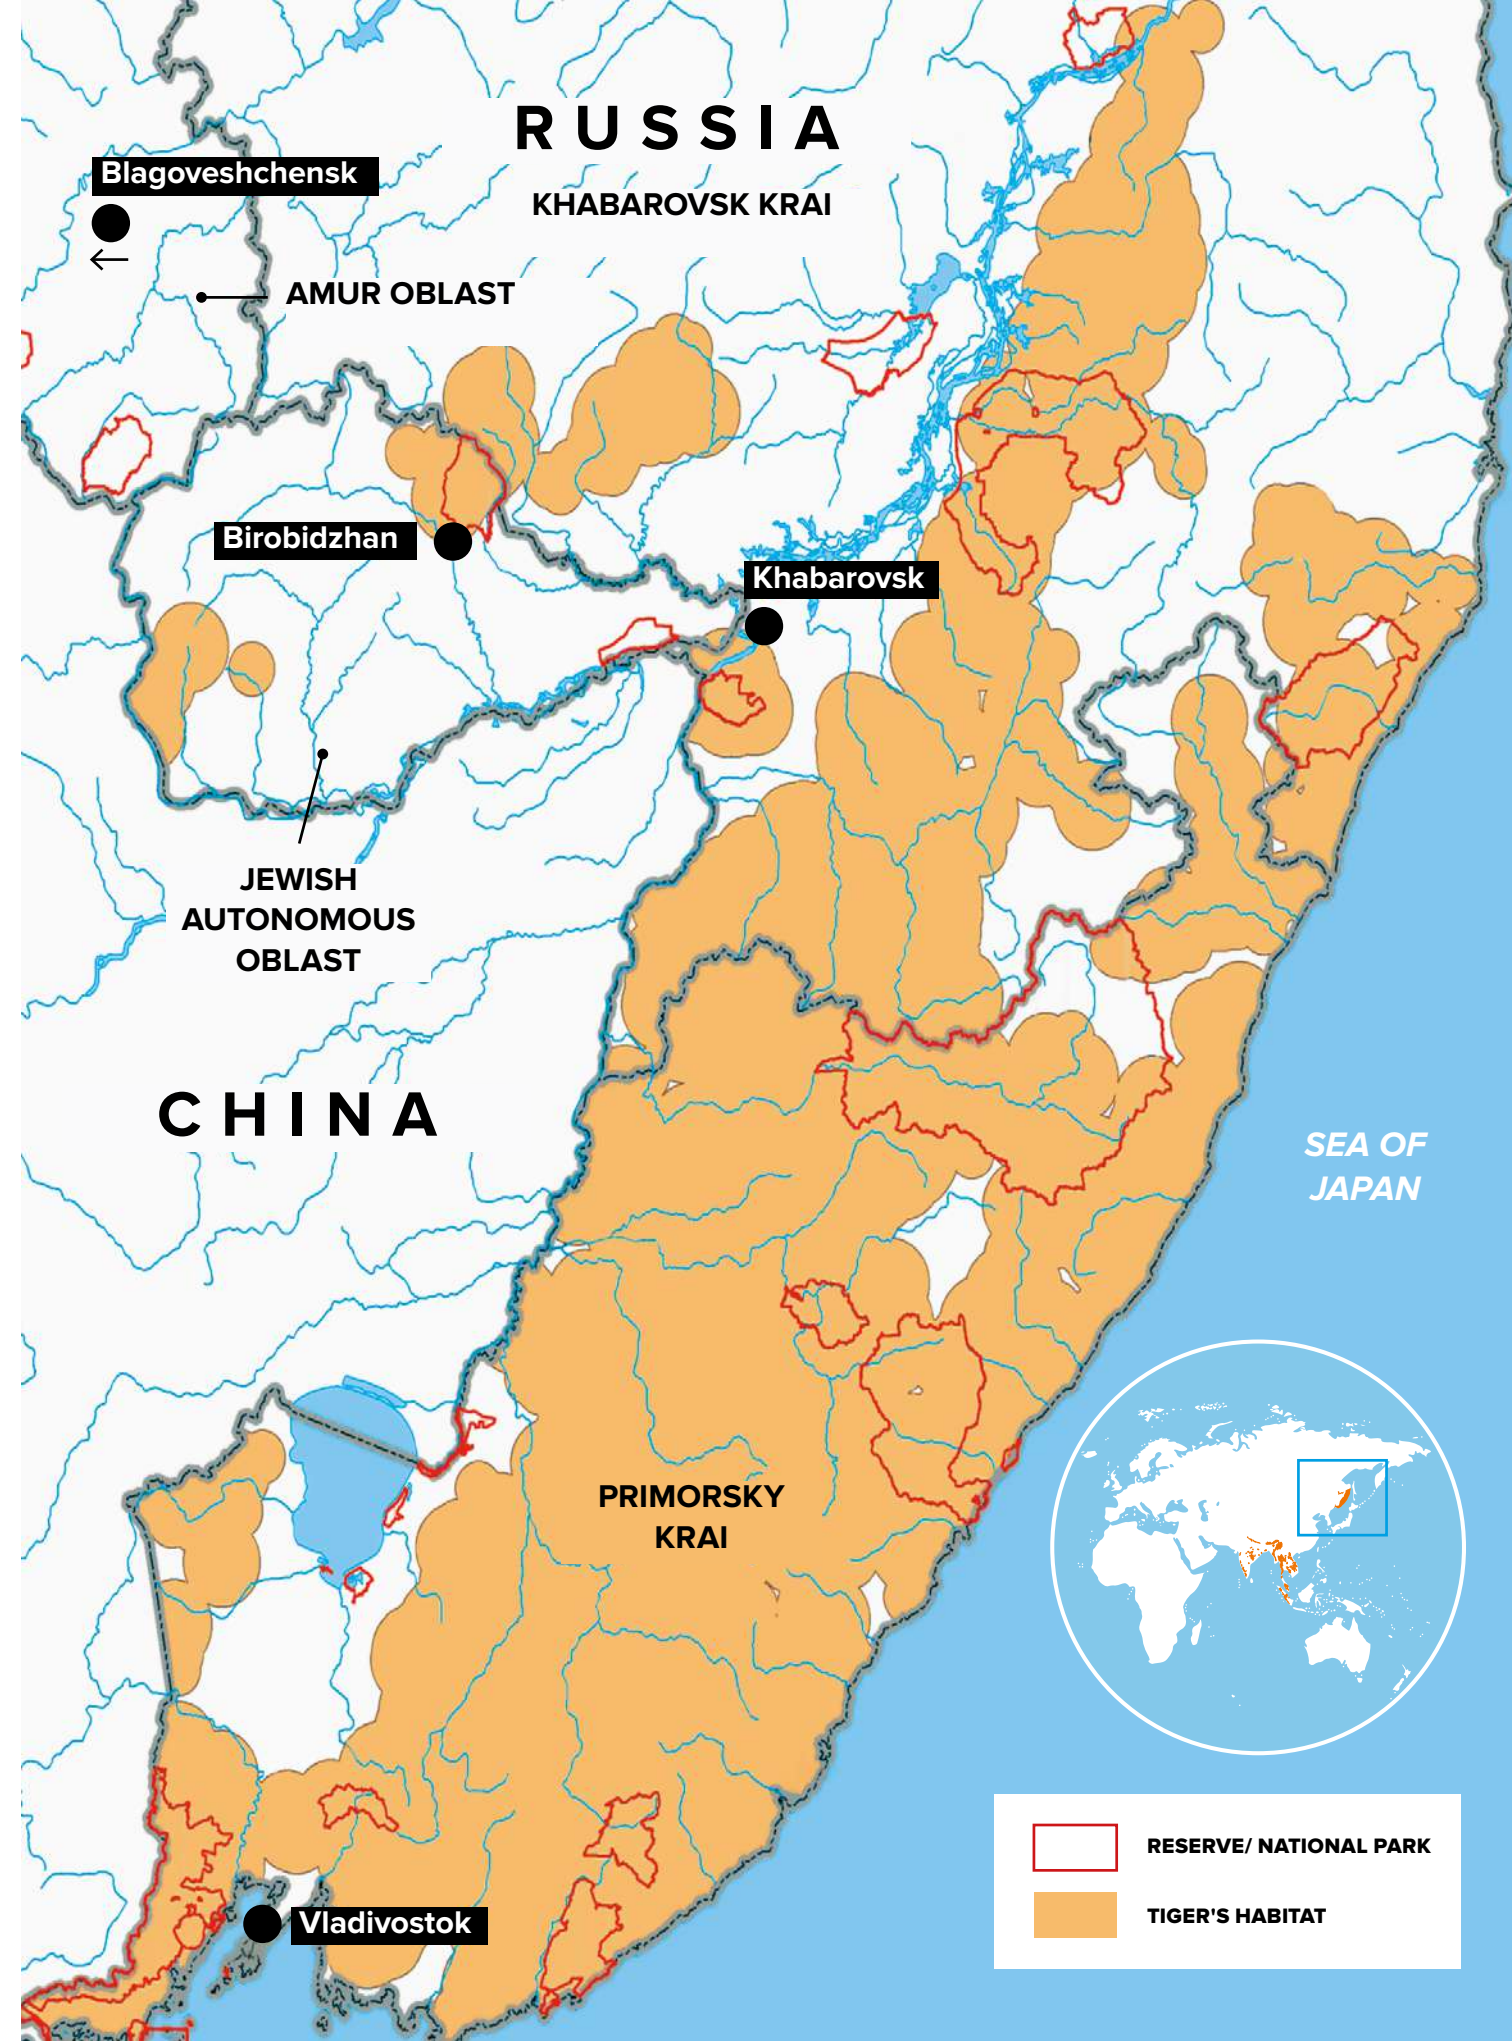 RUSSIA
Blagoveshchensk
KHABAROVSK KRAI
AMUR OBLAST
Birobidzhan
Khabarovsk
JEWISH
AUTONOMOUS
OBLAST
CHINA
SEA OF
JAPAN
PRIMORSKY
KRAI
RESERVE/ NATIONAL PARK
TIGER'S HABITAT
Vladivostok